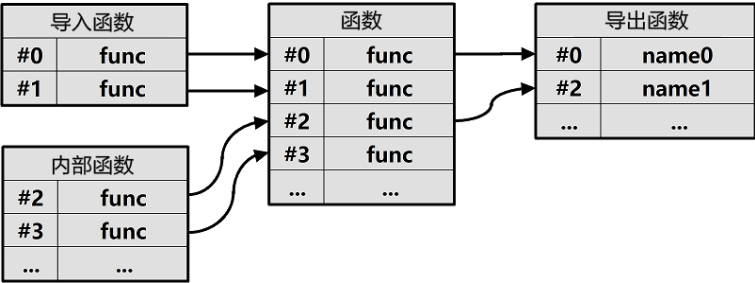 导入函数
#0 func
#1 func
内部函数
#2 func
#3 func
... ...
函数
#0 func
#1 func
#2 func
#3 func
... ...
导出函数
#0 name0
#2 name1
... ...